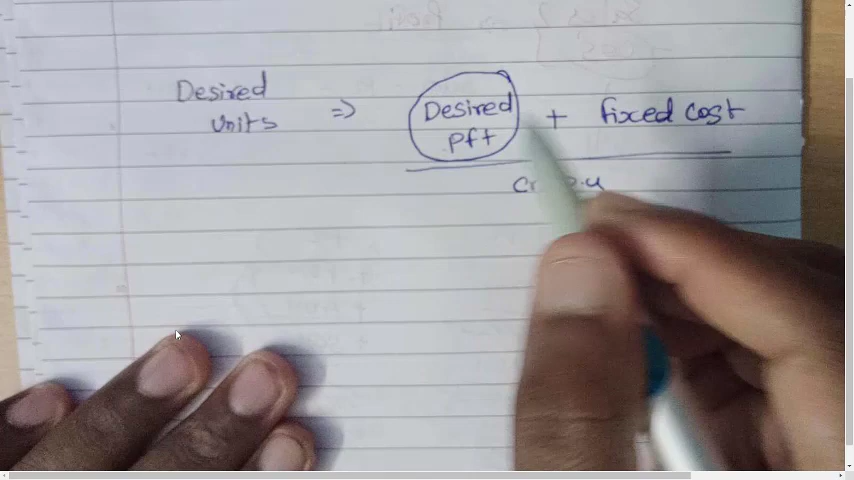 Desired units => Desired pft + fixed cost
p.u